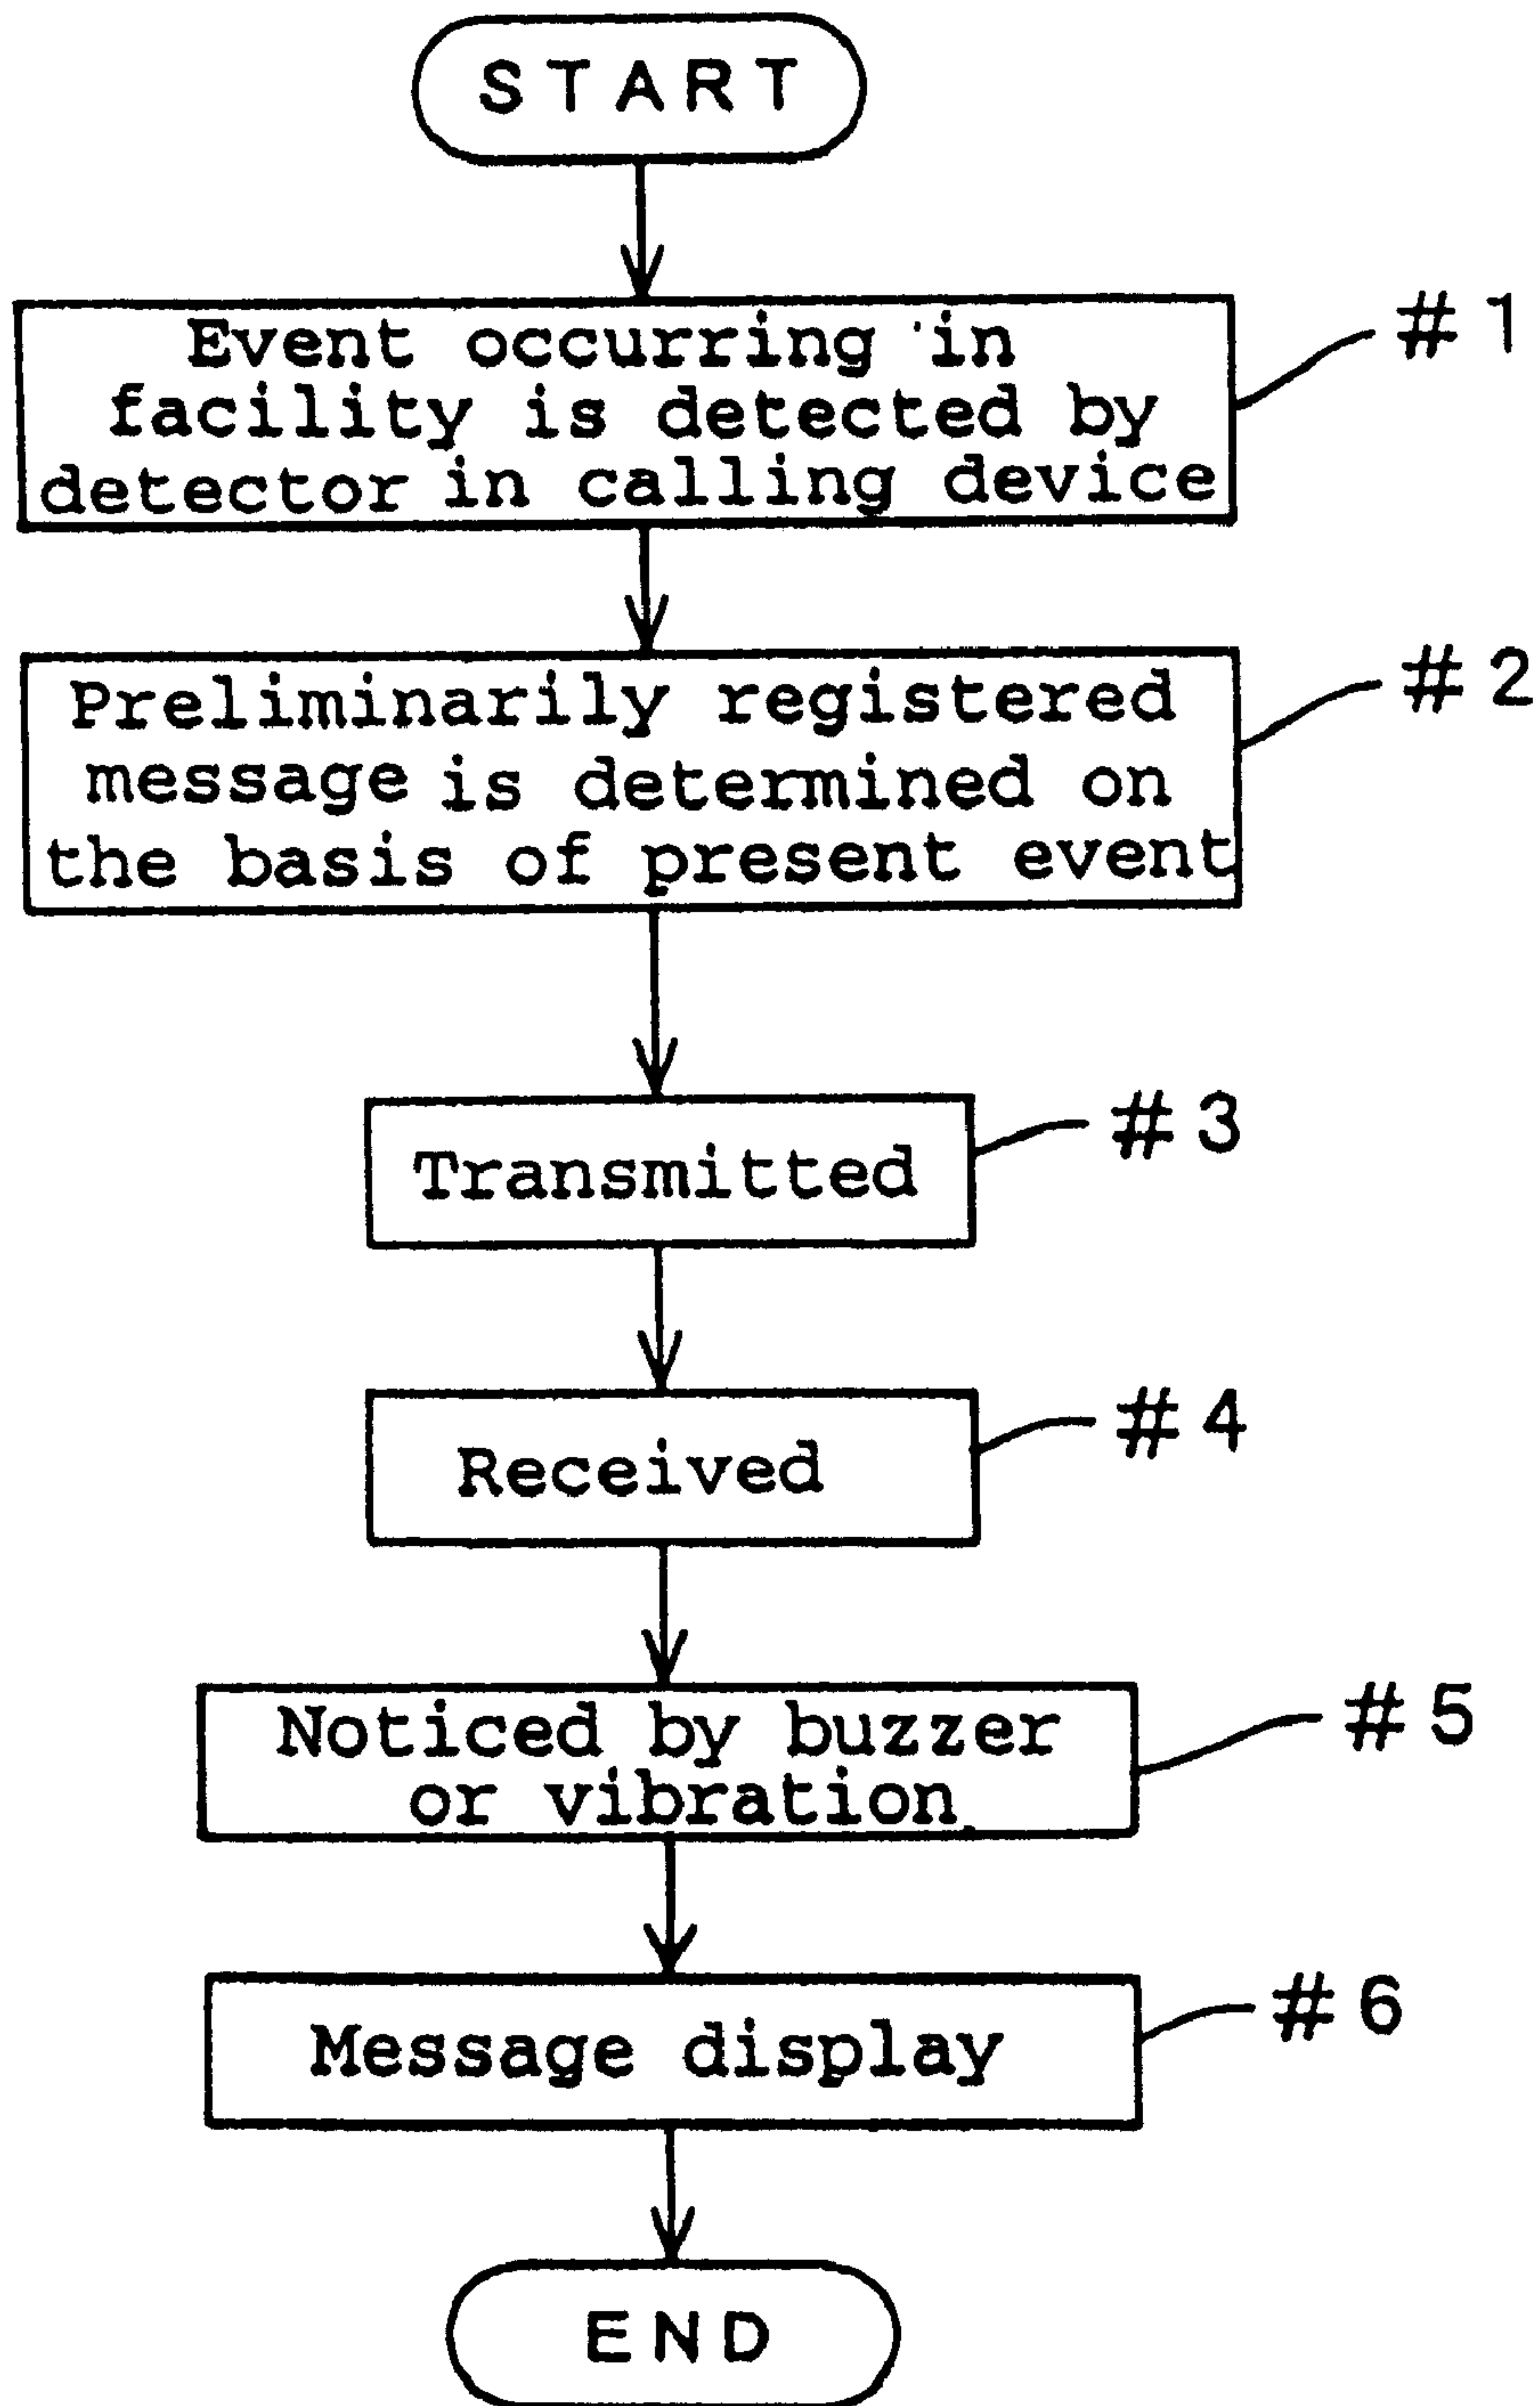 START
Event occurring in
facility is detected by
detector in calling device
#1
Preliminarily registered
message is determined on
the basis of present event
#2
Transmitted
#3
Received
#4
Noticed by buzzer
or vibration
#5
Message display
#6
END